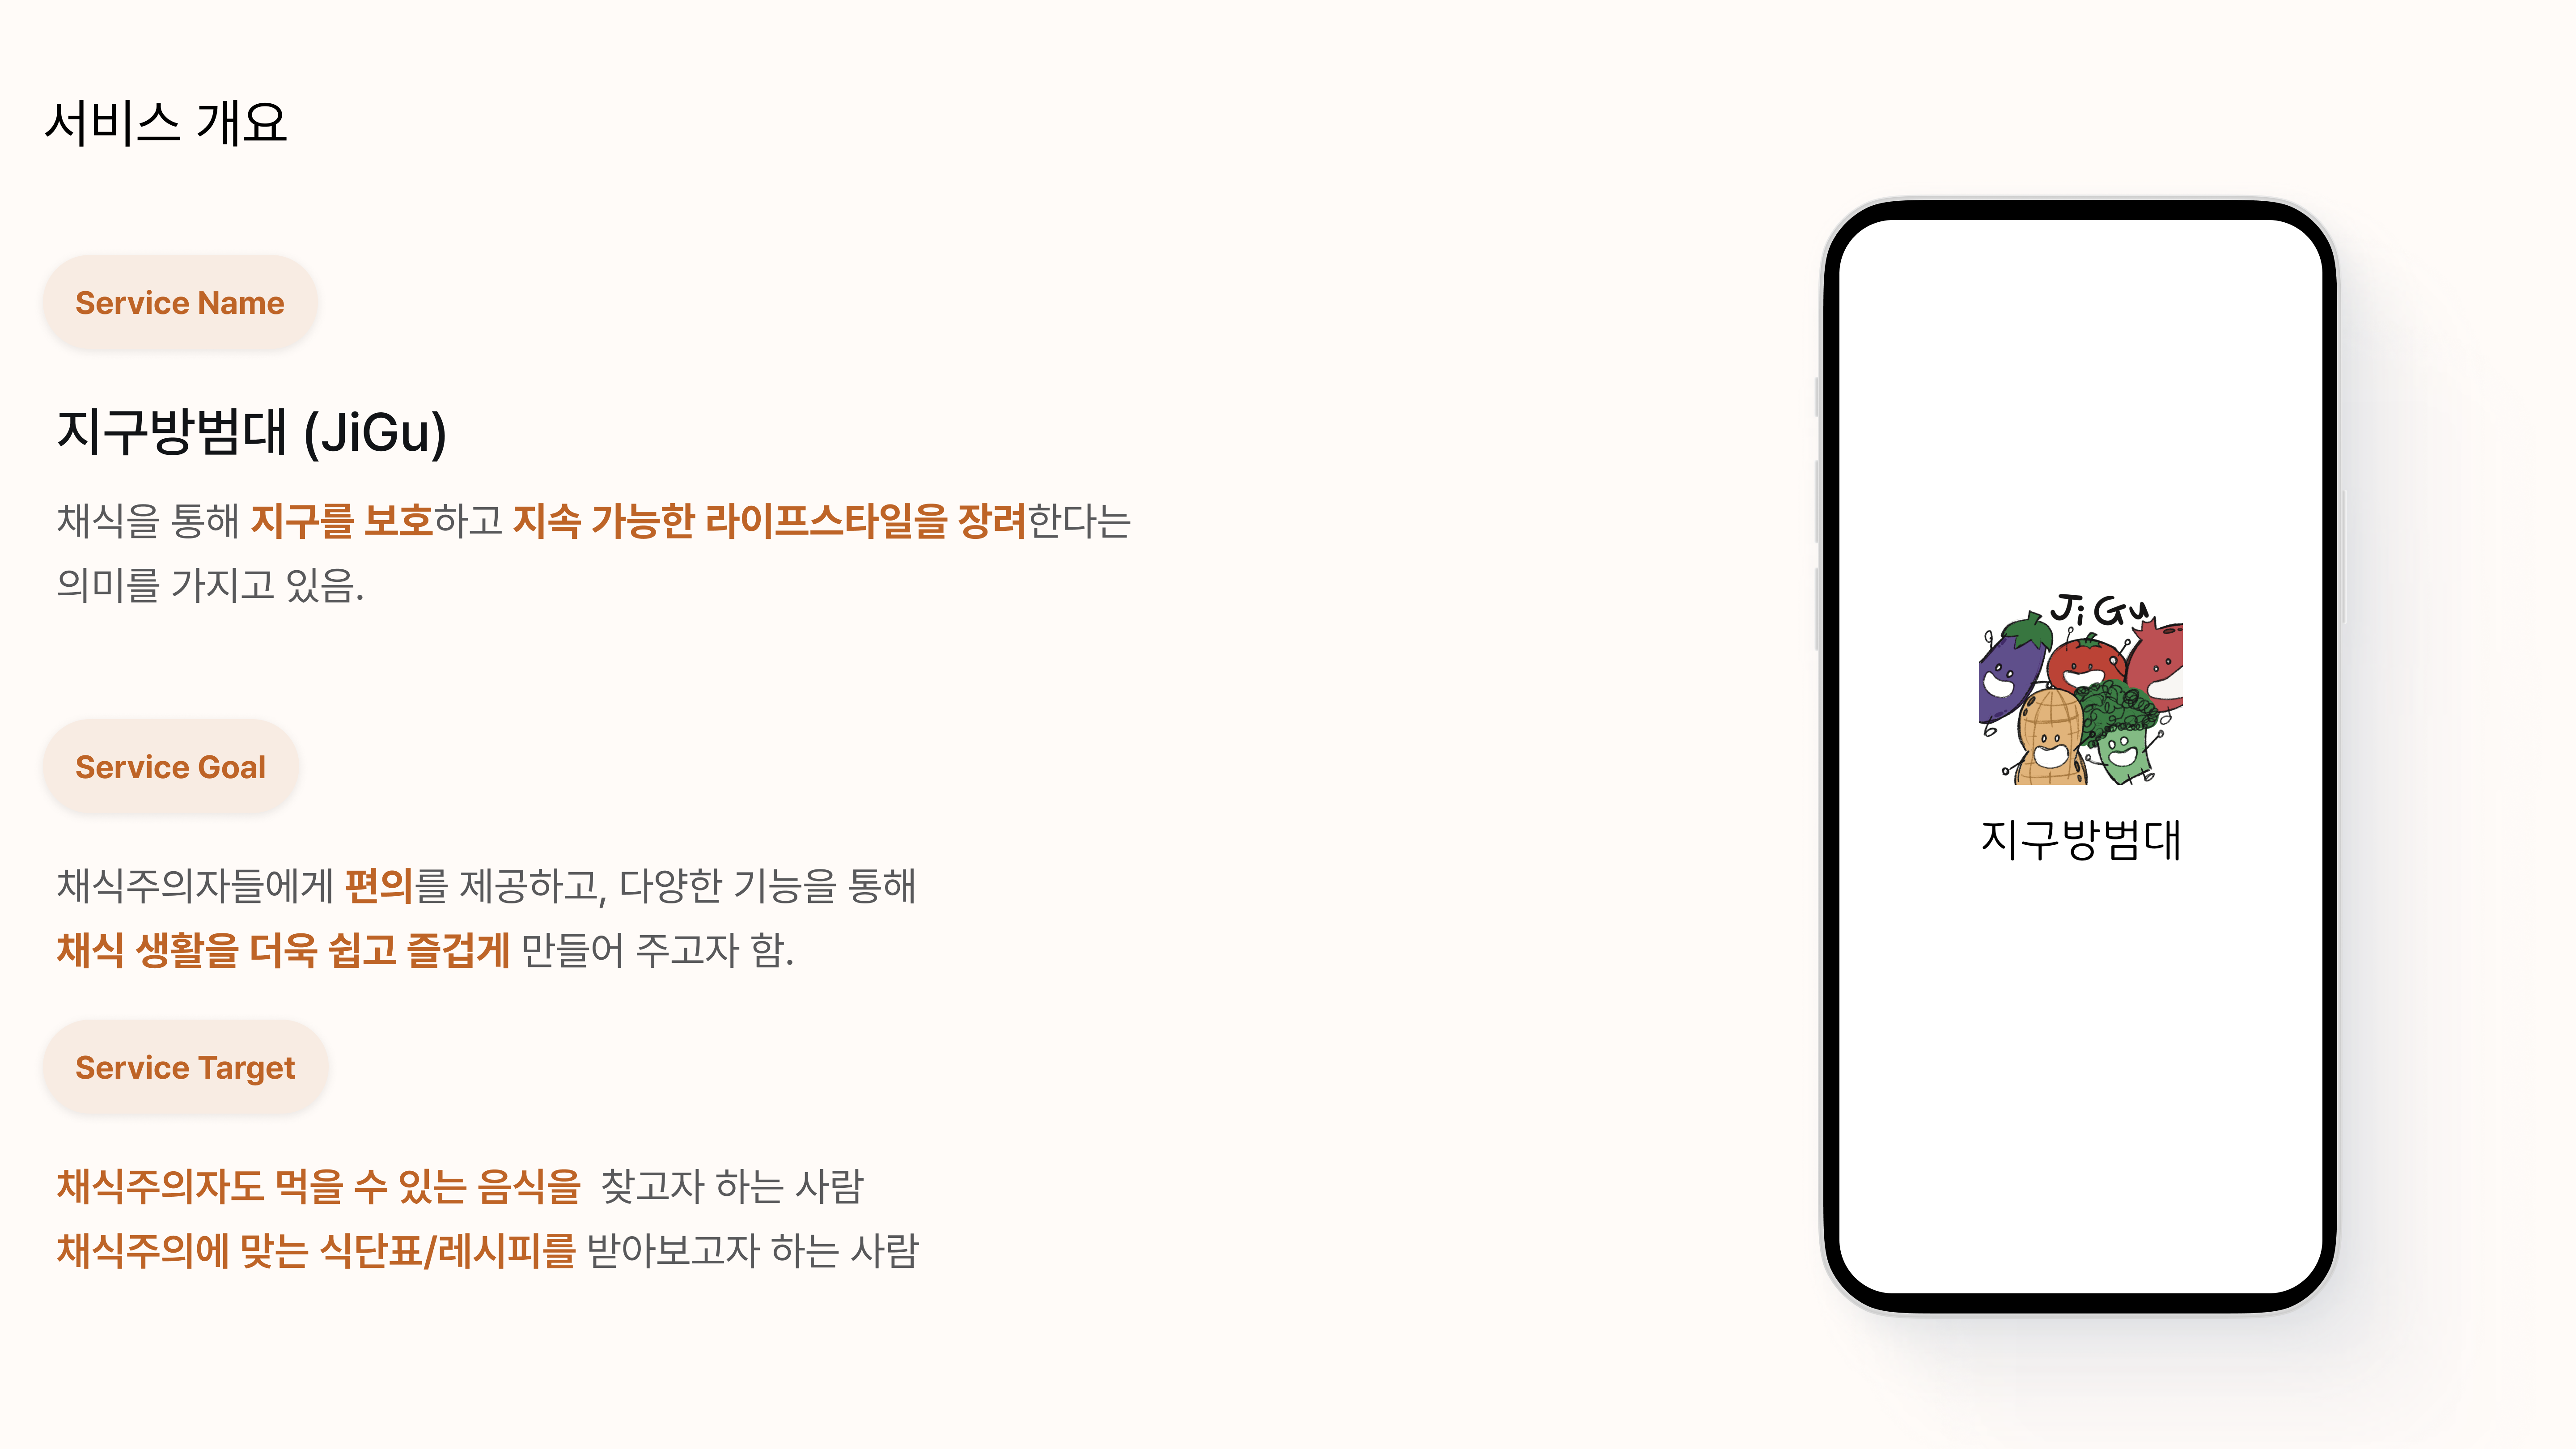 서비스 개요
Service Name
지구방범대 (JiGu)
채식을 통해 지구를 보호하고 지속 가능한 라이프스타일을 장려한다는
의미를 가지고 있음.
Service Goal
채식주의자들에게 편의를 제공하고, 다양한 기능을 통해
채식 생활을 더욱 쉽고 즐겁게 만들어 주고자 함.
Service Target
채식주의자도 먹을 수 있는 음식을 찾고자 하는 사람
채식주의에 맞는 식단표/레시피를 받아보고자 하는 사람
JiGu
지구방범대